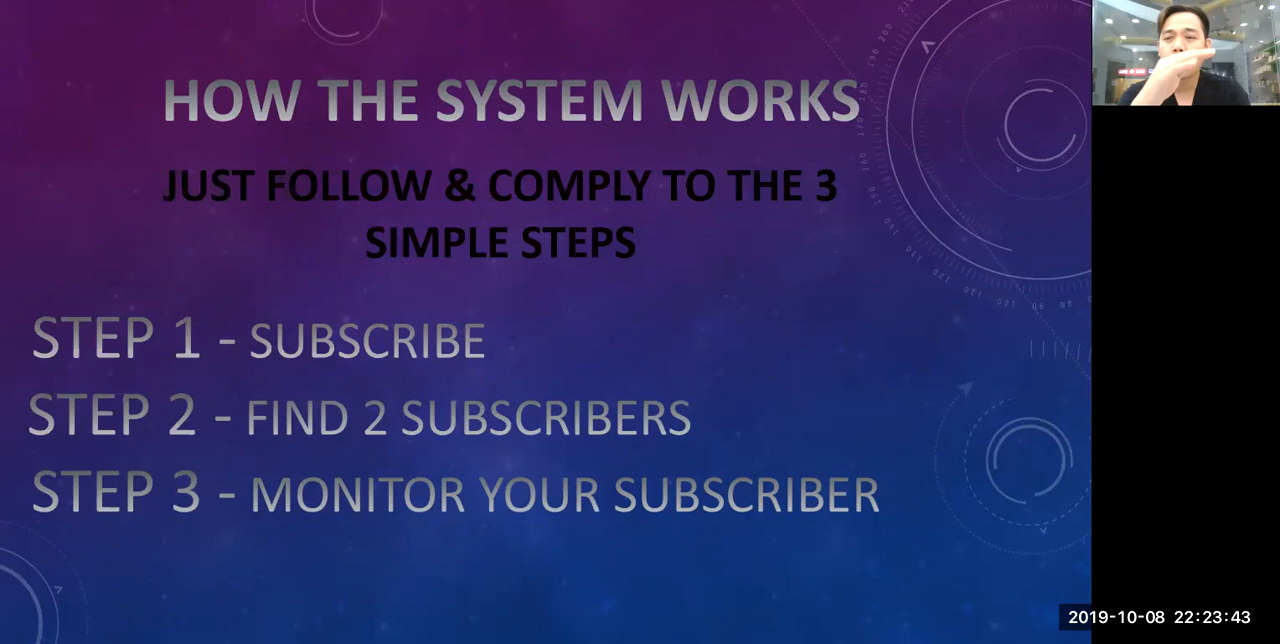 HOW THE SYSTEM WORKS
JUST FOLLOW & COMPLY TO THE 3
SIMPLE STEPS
STEP 1 - SUBSCRIBE
STEP 2 - FIND 2 SUBSCRIBERS
STEP 3 - MONITOR YOUR SUBSCRIBER
2019-10-08 22:23:43